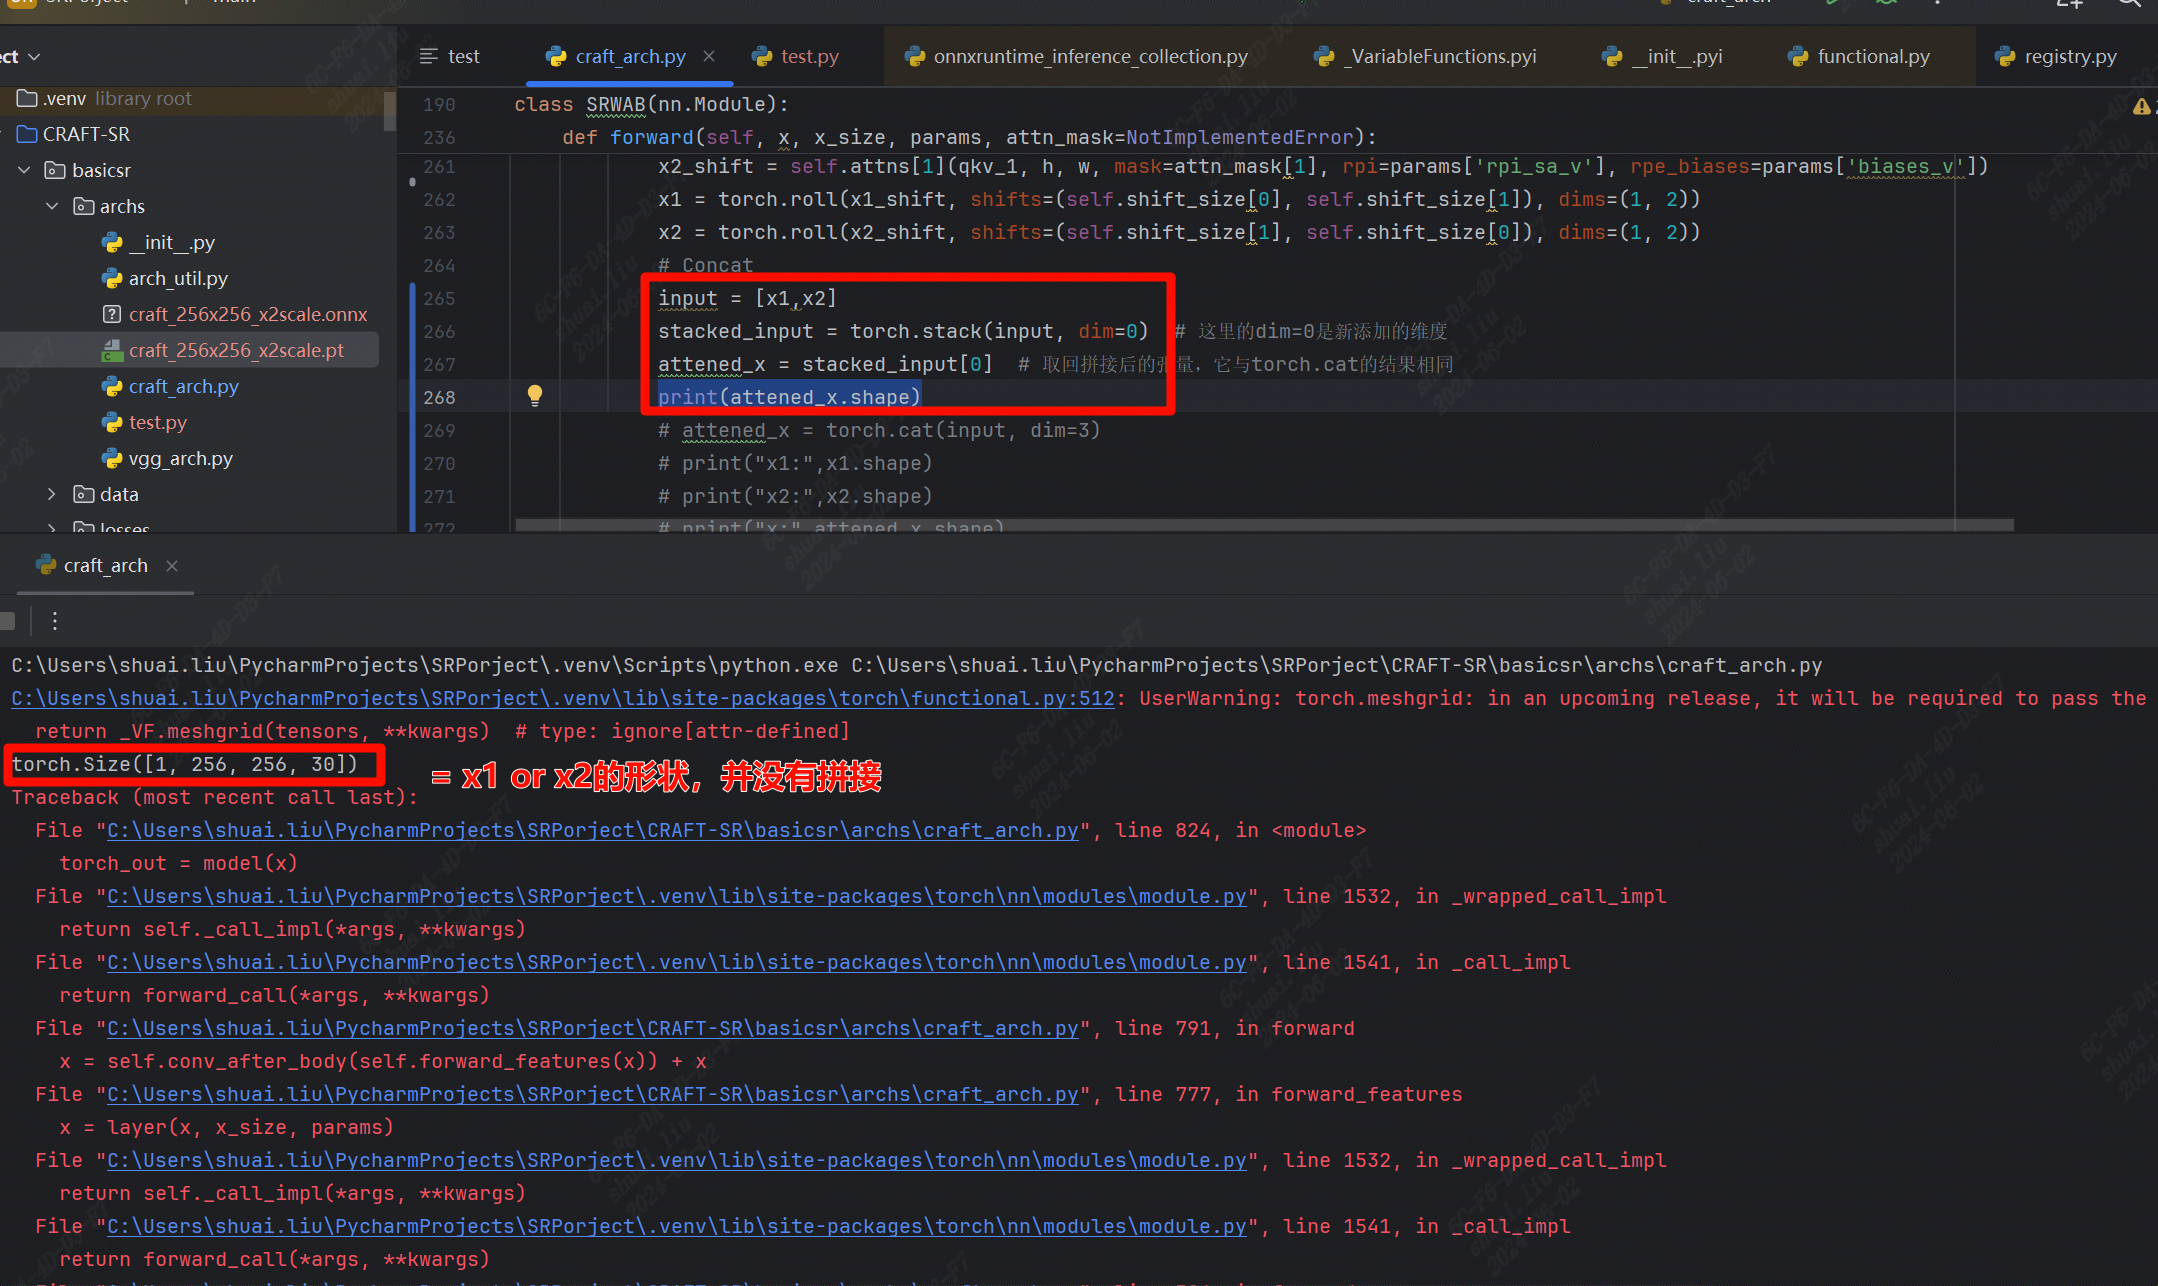 SRPorject
main
craft_arch
test
craft_arch.py
test.py
onnxruntime_inference_collection.py
_VariableFunctions.pyi
__init__.pyi
functional.py
registry.py
.venv library root
CRAFT-SR
basicsr
archs
__init__.py
arch_util.py
craft_256x256_x2scale.onnx
craft_256x256_x2scale.pt
craft_arch.py
test.py
vgg_arch.py
data
losses
190 class SRWAB(nn.Module):
236 def forward(self, x, x_size, params, attn_mask=NotImplementedError):
261 x2_shift = self.attns[1](qkv_1, h, w, mask=attn_mask[1], rpi=params['rpi_sa_v'], rpe_biases=params['biases_v'])
262 x1 = torch.roll(x1_shift, shifts=(self.shift_size[0], self.shift_size[1]), dims=(1, 2))
263 x2 = torch.roll(x2_shift, shifts=(self.shift_size[1], self.shift_size[0]), dims=(1, 2))
264 # Concat
265 input = [x1,x2]
266 stacked_input = torch.stack(input, dim=0) # 这里的dim=0是新添加的维度
267 attened_x = stacked_input[0] # 取回拼接后的张量，它与torch.cat的结果相同
268 print(attened_x.shape)
269 # attened_x = torch.cat(input, dim=3)
270 # print("x1:",x1.shape)
271 # print("x2:",x2.shape)
272 # print("x:",attened_x.shape)
craft_arch
C:\Users\shuai.liu\PycharmProjects\SRPorject\.venv\Scripts\python.exe C:\Users\shuai.liu\PycharmProjects\SRPorject\CRAFT-SR\basicsr\archs\craft_arch.py
C:\Users\shuai.liu\PycharmProjects\SRPorject\.venv\lib\site-packages\torch\functional.py:512: UserWarning: torch.meshgrid: in an upcoming release, it will be required to pass the
return _VF.meshgrid(tensors, **kwargs) # type: ignore[attr-defined]
torch.Size([1, 256, 256, 30])
= x1 or x2的形状，并没有拼接
Traceback (most recent call last):
File "C:\Users\shuai.liu\PycharmProjects\SRPorject\CRAFT-SR\basicsr\archs\craft_arch.py", line 824, in <module>
torch_out = model(x)
File "C:\Users\shuai.liu\PycharmProjects\SRPorject\.venv\lib\site-packages\torch\nn\modules\module.py", line 1532, in _wrapped_call_impl
return self._call_impl(*args, **kwargs)
File "C:\Users\shuai.liu\PycharmProjects\SRPorject\.venv\lib\site-packages\torch\nn\modules\module.py", line 1541, in _call_impl
return forward_call(*args, **kwargs)
File "C:\Users\shuai.liu\PycharmProjects\SRPorject\CRAFT-SR\basicsr\archs\craft_arch.py", line 791, in forward
x = self.conv_after_body(self.forward_features(x)) + x
File "C:\Users\shuai.liu\PycharmProjects\SRPorject\CRAFT-SR\basicsr\archs\craft_arch.py", line 777, in forward_features
x = layer(x, x_size, params)
File "C:\Users\shuai.liu\PycharmProjects\SRPorject\.venv\lib\site-packages\torch\nn\modules\module.py", line 1532, in _wrapped_call_impl
return self._call_impl(*args, **kwargs)
File "C:\Users\shuai.liu\PycharmProjects\SRPorject\.venv\lib\site-packages\torch\nn\modules\module.py", line 1541, in _call_impl
return forward_call(*args, **kwargs)